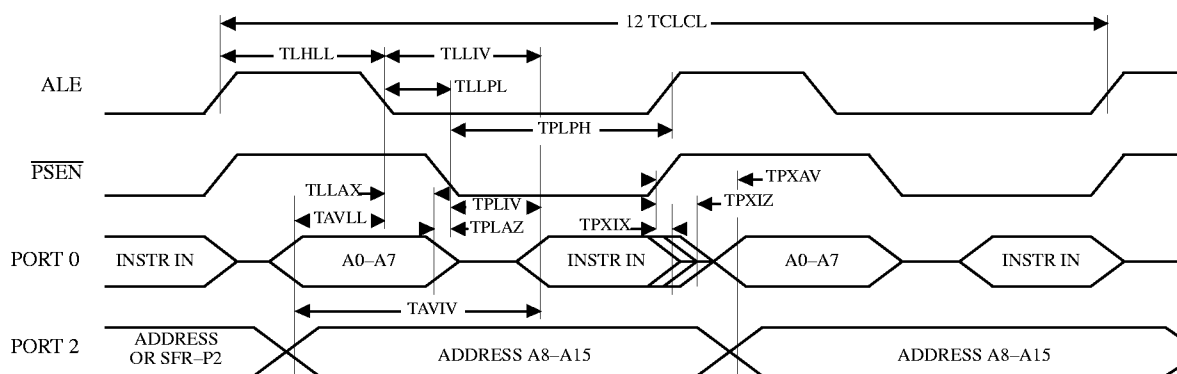 12 TCLCL
TLHLL TLLIV
ALE
TLLPL
TPLPH
PSEN
TPXAV
TLLAX
TPLIV TPXIZ
TAVLL
TPLAZ TPXIX
PORT 0
INSTR IN A0–A7 INSTR IN A0–A7 INSTR IN
TAVIV
PORT 2
ADDRESS
OR SFR–P2
ADDRESS A8–A15 ADDRESS A8–A15